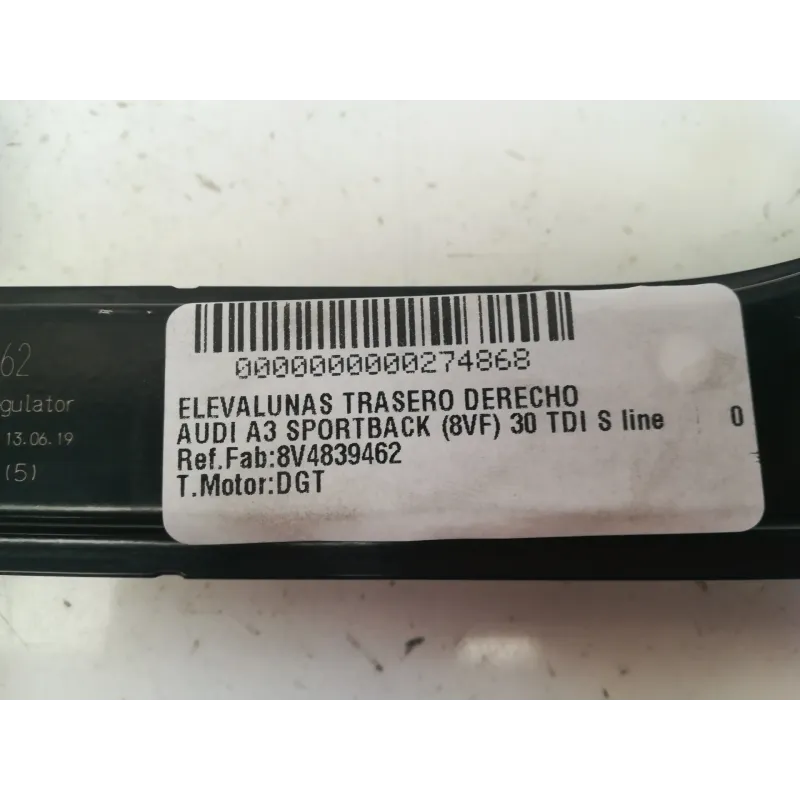 62
gulator
13.06.19
(5)
0000000000274868
ELEVALUNAS TRASERO DERECHO
AUDI A3 SPORTBACK (8VF) 30 TDI S line 0
Ref.Fab:8V4839462
T.Motor:DGT